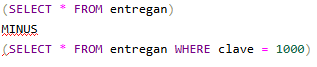 (SELECT * FROM entregan)
MINUS
(SELECT * FROM entregan WHERE clave = 1000)